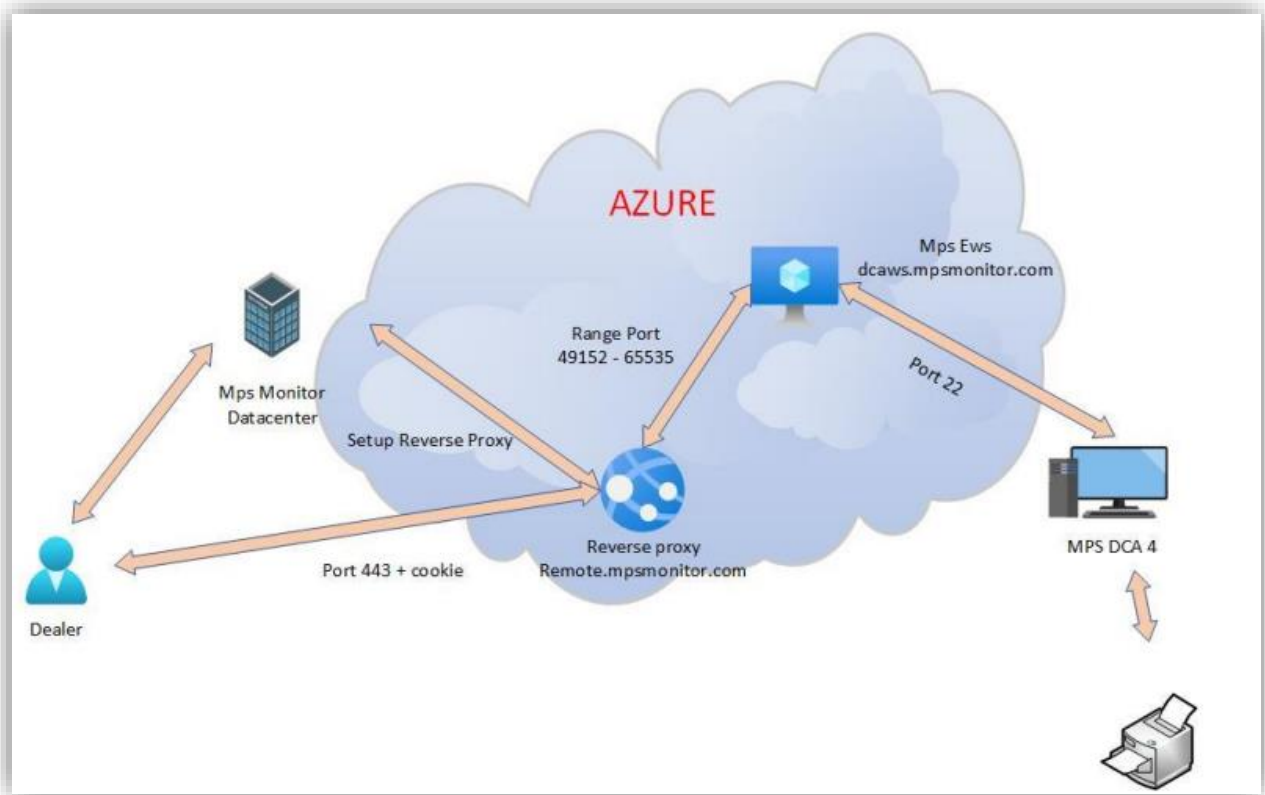 AZURE
Mps Ews
dcaws.mpsmonitor.com
Range Port
49152 - 65535
Port 22
Mps Monitor
Datacenter
Setup Reverse Proxy
MPS DCA 4
Reverse proxy
Remote.mpsmonitor.com
Port 443 + cookie
Dealer